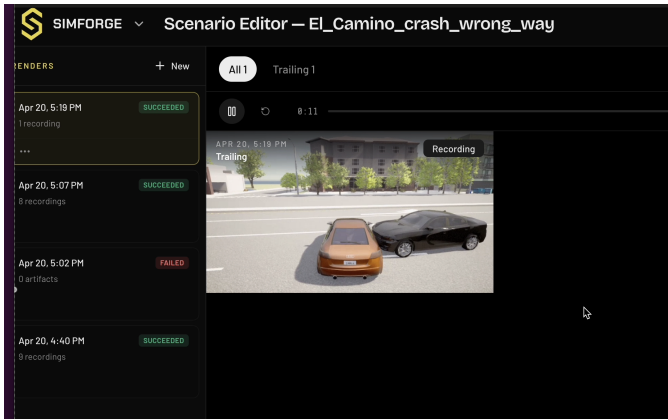 SIMFORGE
Scenario Editor — El_Camino_crash_wrong_way
RENDERS
+ New
Apr 20, 5:19 PM
SUCCEEDED
1 recording
...
Apr 20, 5:07 PM
SUCCEEDED
8 recordings
Apr 20, 5:02 PM
FAILED
0 artifacts
Apr 20, 4:40 PM
SUCCEEDED
9 recordings
All 1
Trailing 1
0:11
APR 20, 5:19 PM
Trailing
Recording